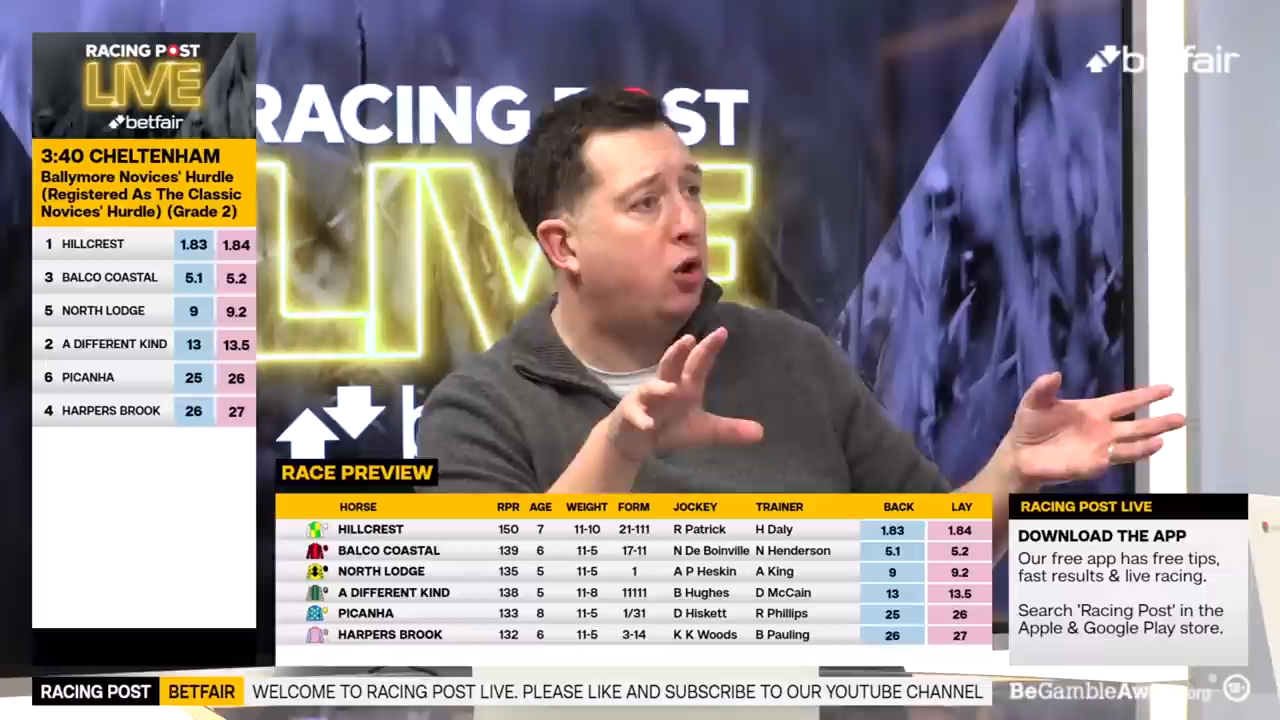 RACING POST
LIVE
betfair
3:40 CHELTENHAM
Ballymore Novices' Hurdle
(Registered As The Classic
Novices' Hurdle) (Grade 2)
1 HILLCREST 1.83 1.84
3 BALCO COASTAL 5.1 5.2
5 NORTH LODGE 9 9.2
2 A DIFFERENT KIND 13 13.5
6 PICANHA 25 26
4 HARPERS BROOK 26 27
betfair
RACING POST
LIVE
b
RACE PREVIEW
HORSE RPR AGE WEIGHT FORM JOCKEY TRAINER BACK LAY
HILLCREST 150 7 11-10 21-111 R Patrick H Daly 1.83 1.84
BALCO COASTAL 139 6 11-5 17-11 N De Boinville N Henderson 5.1 5.2
NORTH LODGE 135 5 11-5 1 A P Heskin A King 9 9.2
A DIFFERENT KIND 138 5 11-8 11111 B Hughes D McCain 13 13.5
PICANHA 133 8 11-5 1/31 D Hiskett R Phillips 25 26
HARPERS BROOK 132 6 11-5 3-14 K K Woods B Pauling 26 27
RACING POST LIVE
DOWNLOAD THE APP
Our free app has free tips,
fast results & live racing.
Search 'Racing Post' in the
Apple & Google Play store.
RACING POST BETFAIR WELCOME TO RACING POST LIVE. PLEASE LIKE AND SUBSCRIBE TO OUR YOUTUBE CHANNEL
BeGambleAware.org 18+